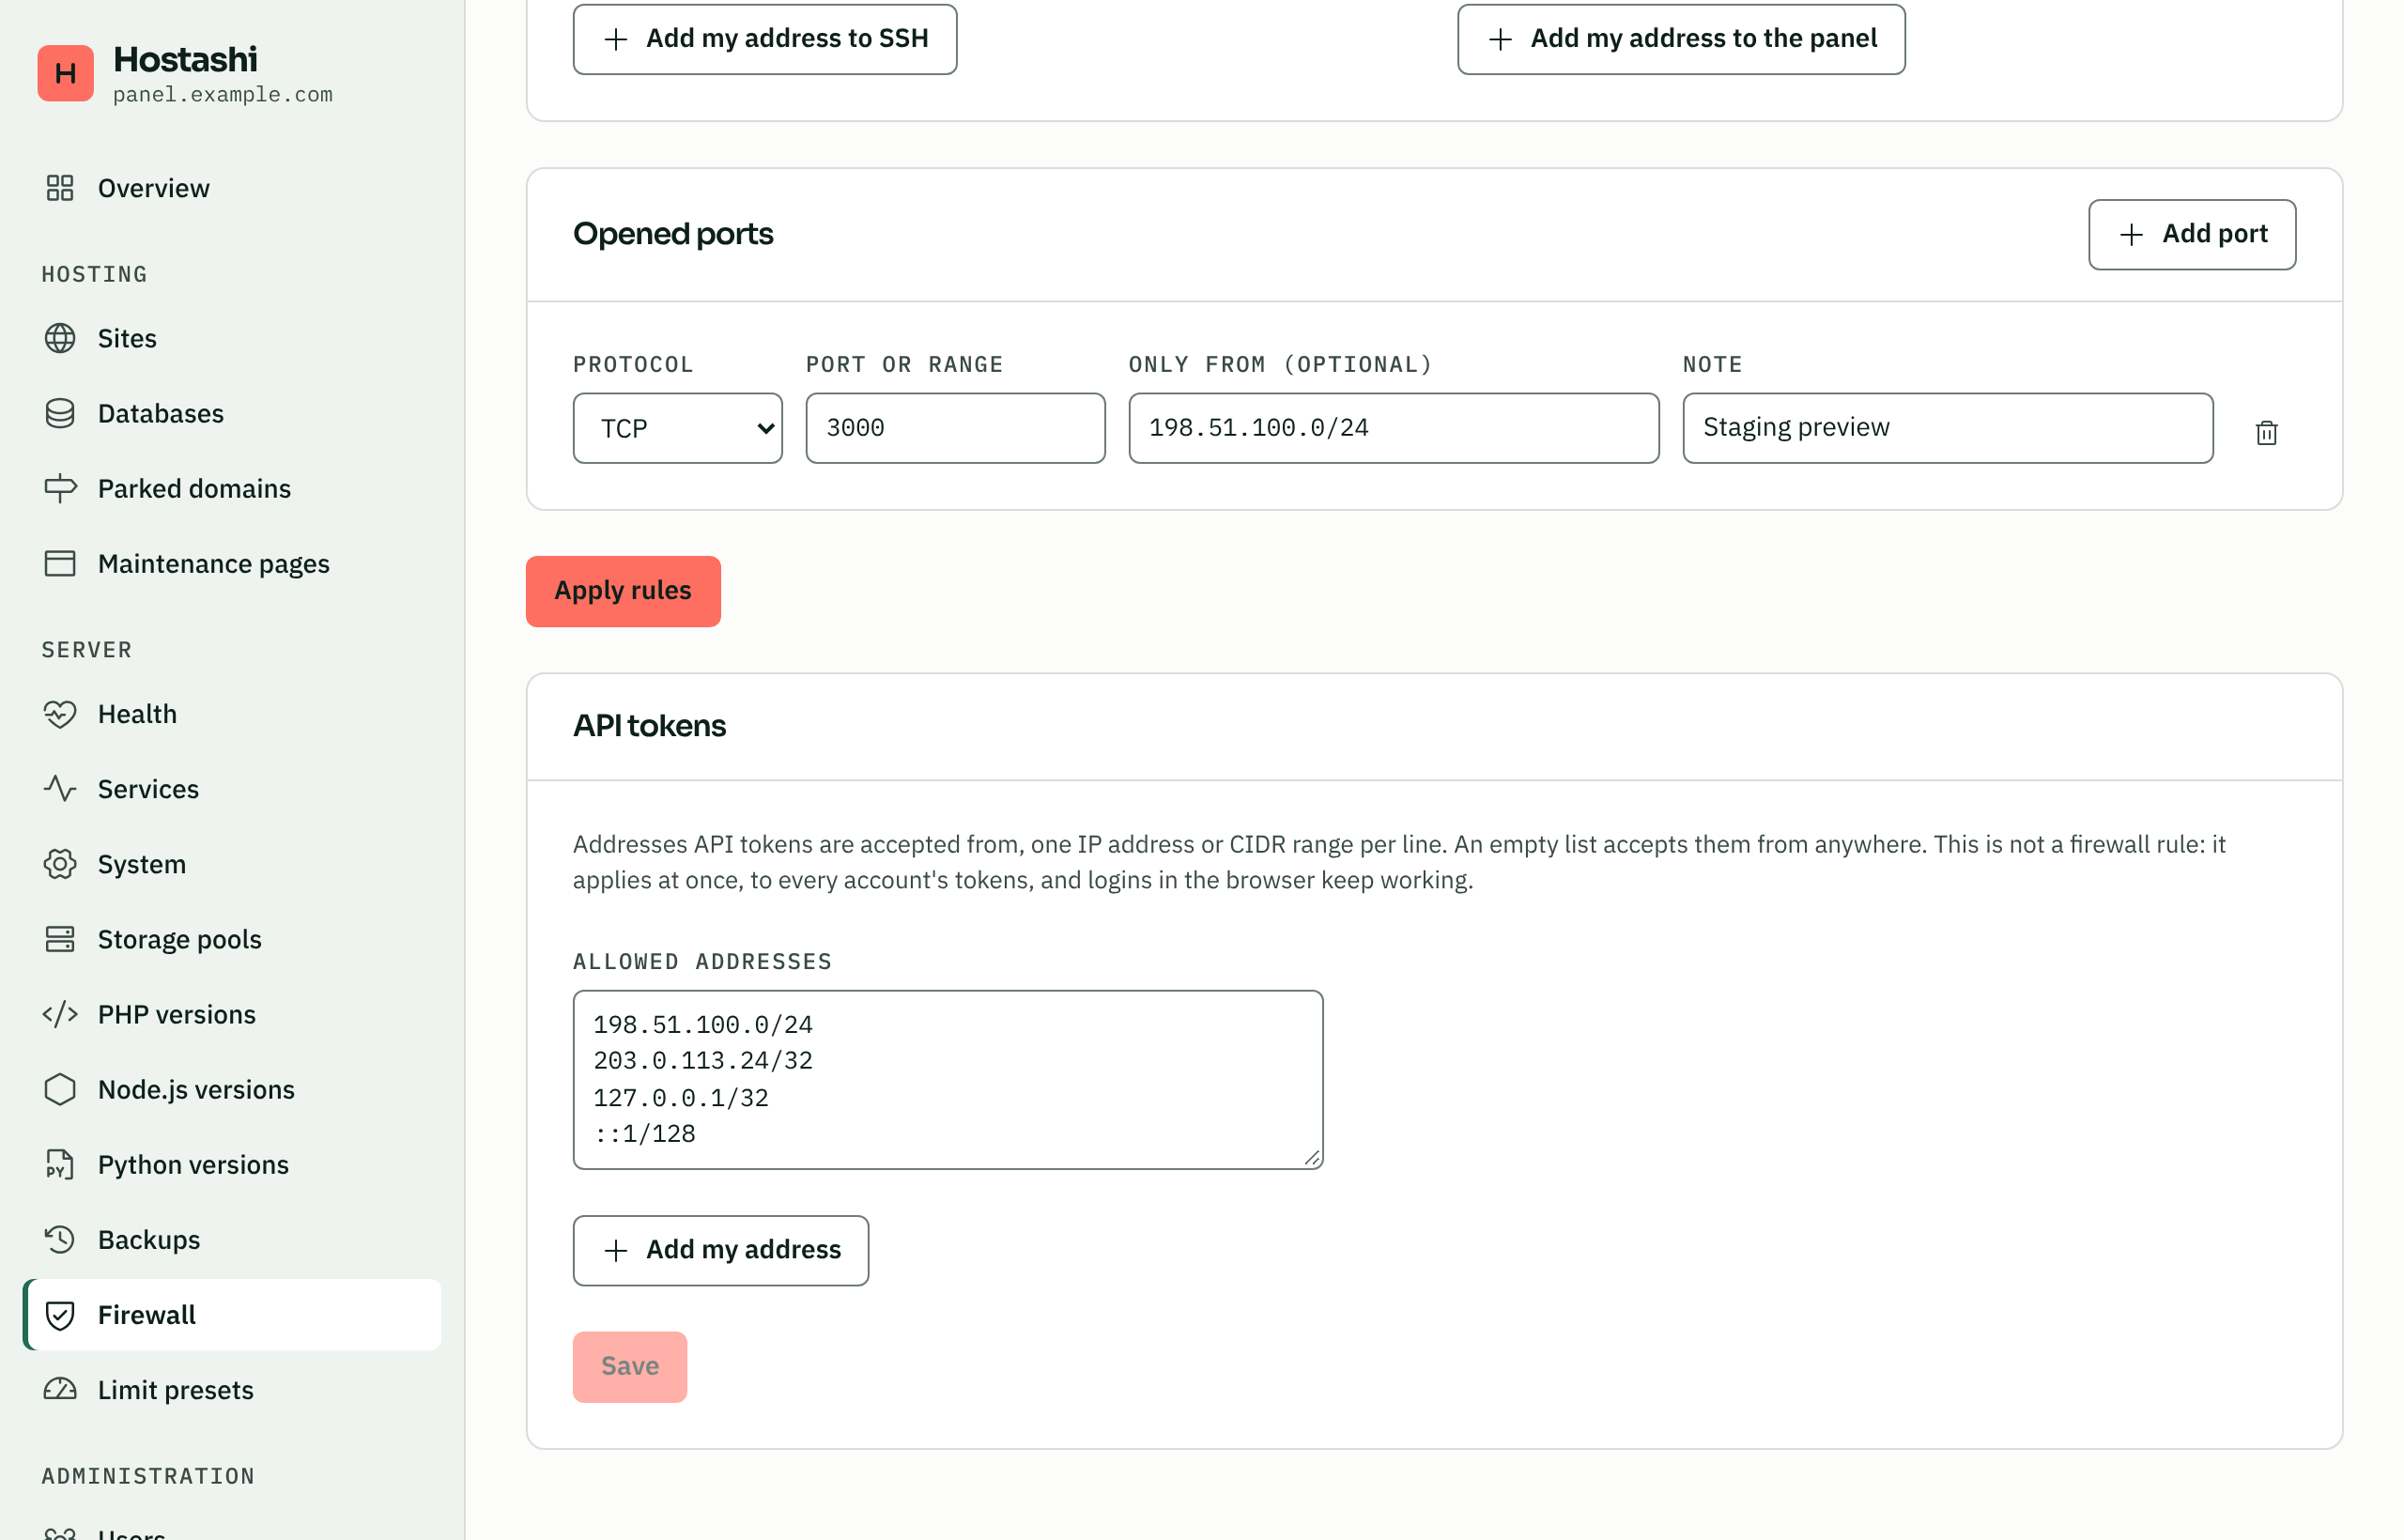 H
Hostashi
panel.example.com
Overview
HOSTING
Sites
Databases
Parked domains
Maintenance pages
SERVER
Health
Services
System
Storage pools
PHP versions
Node.js versions
PY
Python versions
Backups
Firewall
Limit presets
ADMINISTRATION
Users
Add my address to SSH
Add my address to the panel
Opened ports
Add port
PROTOCOL
PORT OR RANGE
ONLY FROM (OPTIONAL)
NOTE
TCP
3000
198.51.100.0/24
Staging preview
Apply rules
API tokens
Addresses API tokens are accepted from, one IP address or CIDR range per line. An empty list accepts them from anywhere. This is not a firewall rule: it
applies at once, to every account's tokens, and logins in the browser keep working.
ALLOWED ADDRESSES
198.51.100.0/24
203.0.113.24/32
127.0.0.1/32
::1/128
Add my address
Save